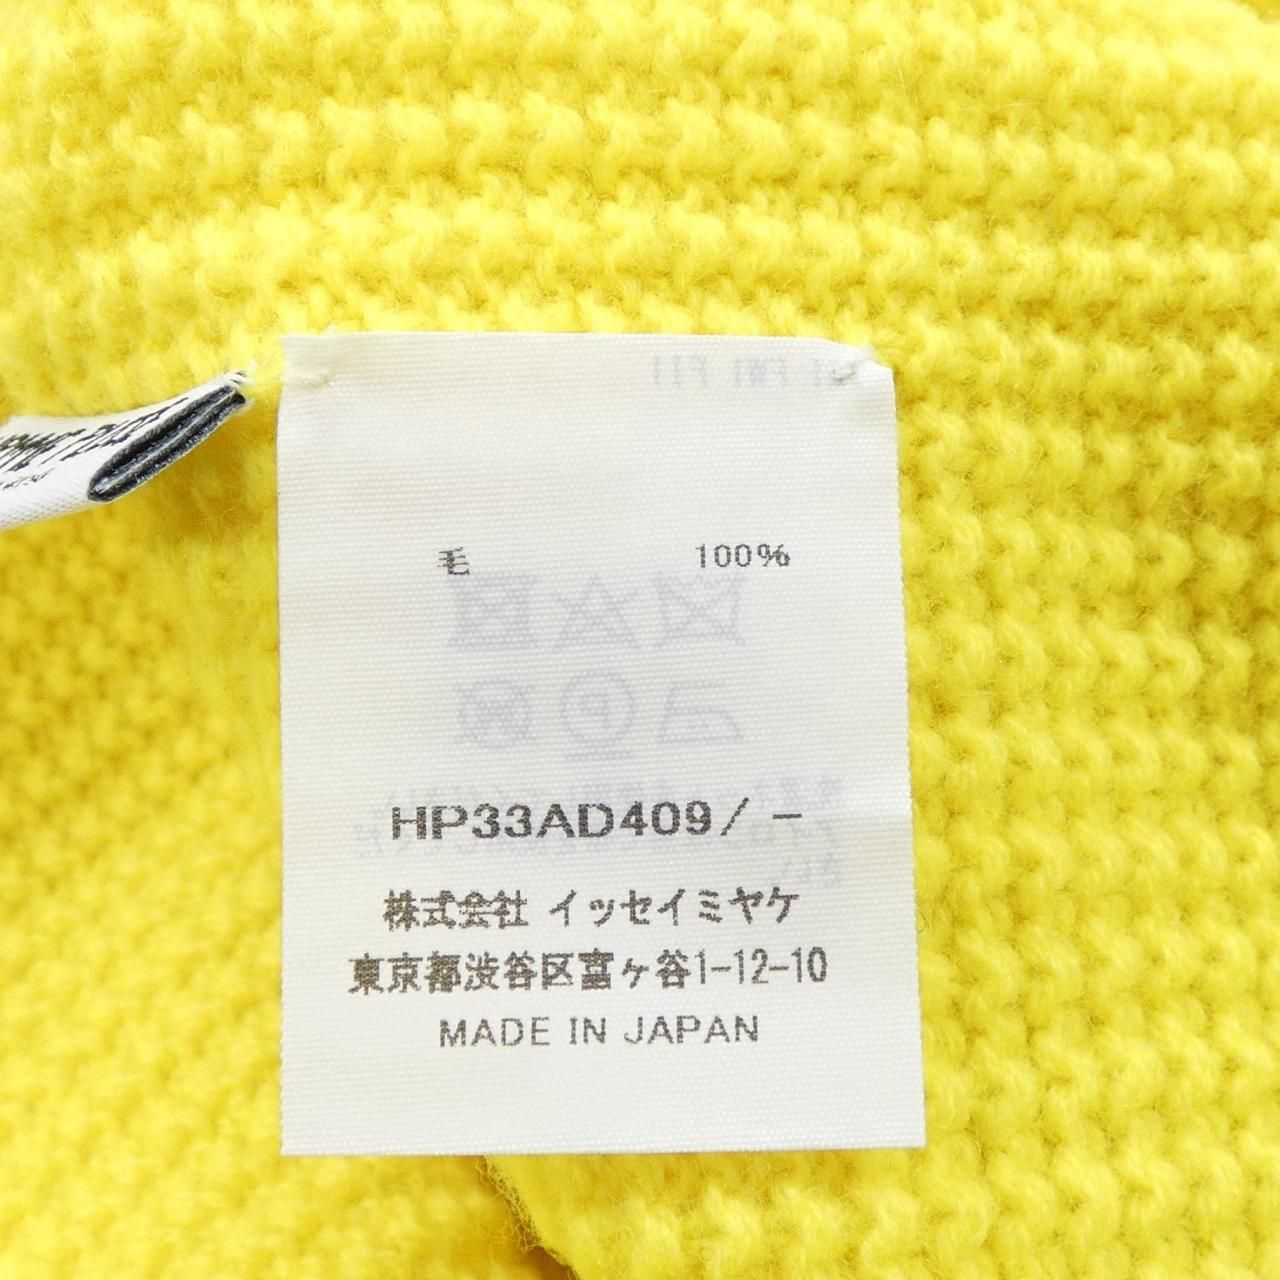 毛 100%
HP33AD409/ -
株式会社 イッセイミヤケ
東京都渋谷区富ヶ谷1-12-10
MADE IN JAPAN